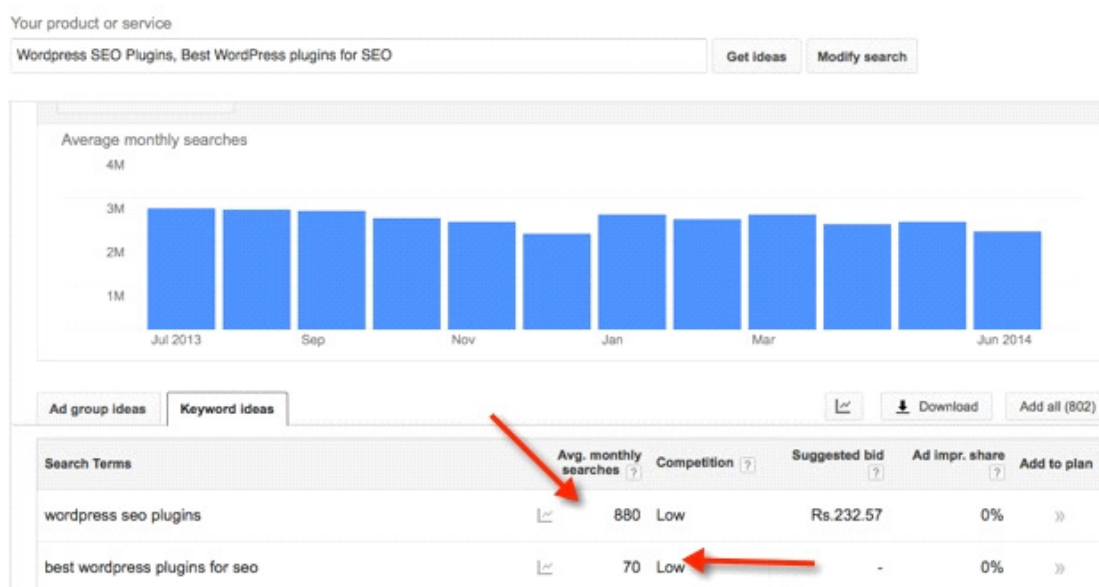 Your product or service
Wordpress SEO Plugins, Best WordPress plugins for SEO
Get ideas
Modify search
Average monthly searches
4M
3M
2M
1M
Jul 2013 Sep Nov Jan Mar Jun 2014
Ad group ideas
Keyword ideas
Download
Add all (802)
Search Terms
Avg. monthly searches ?
Competition ?
Suggested bid ?
Ad impr. share ?
Add to plan
wordpress seo plugins 880 Low Rs.232.57 0% »
best wordpress plugins for seo 70 Low - 0% »